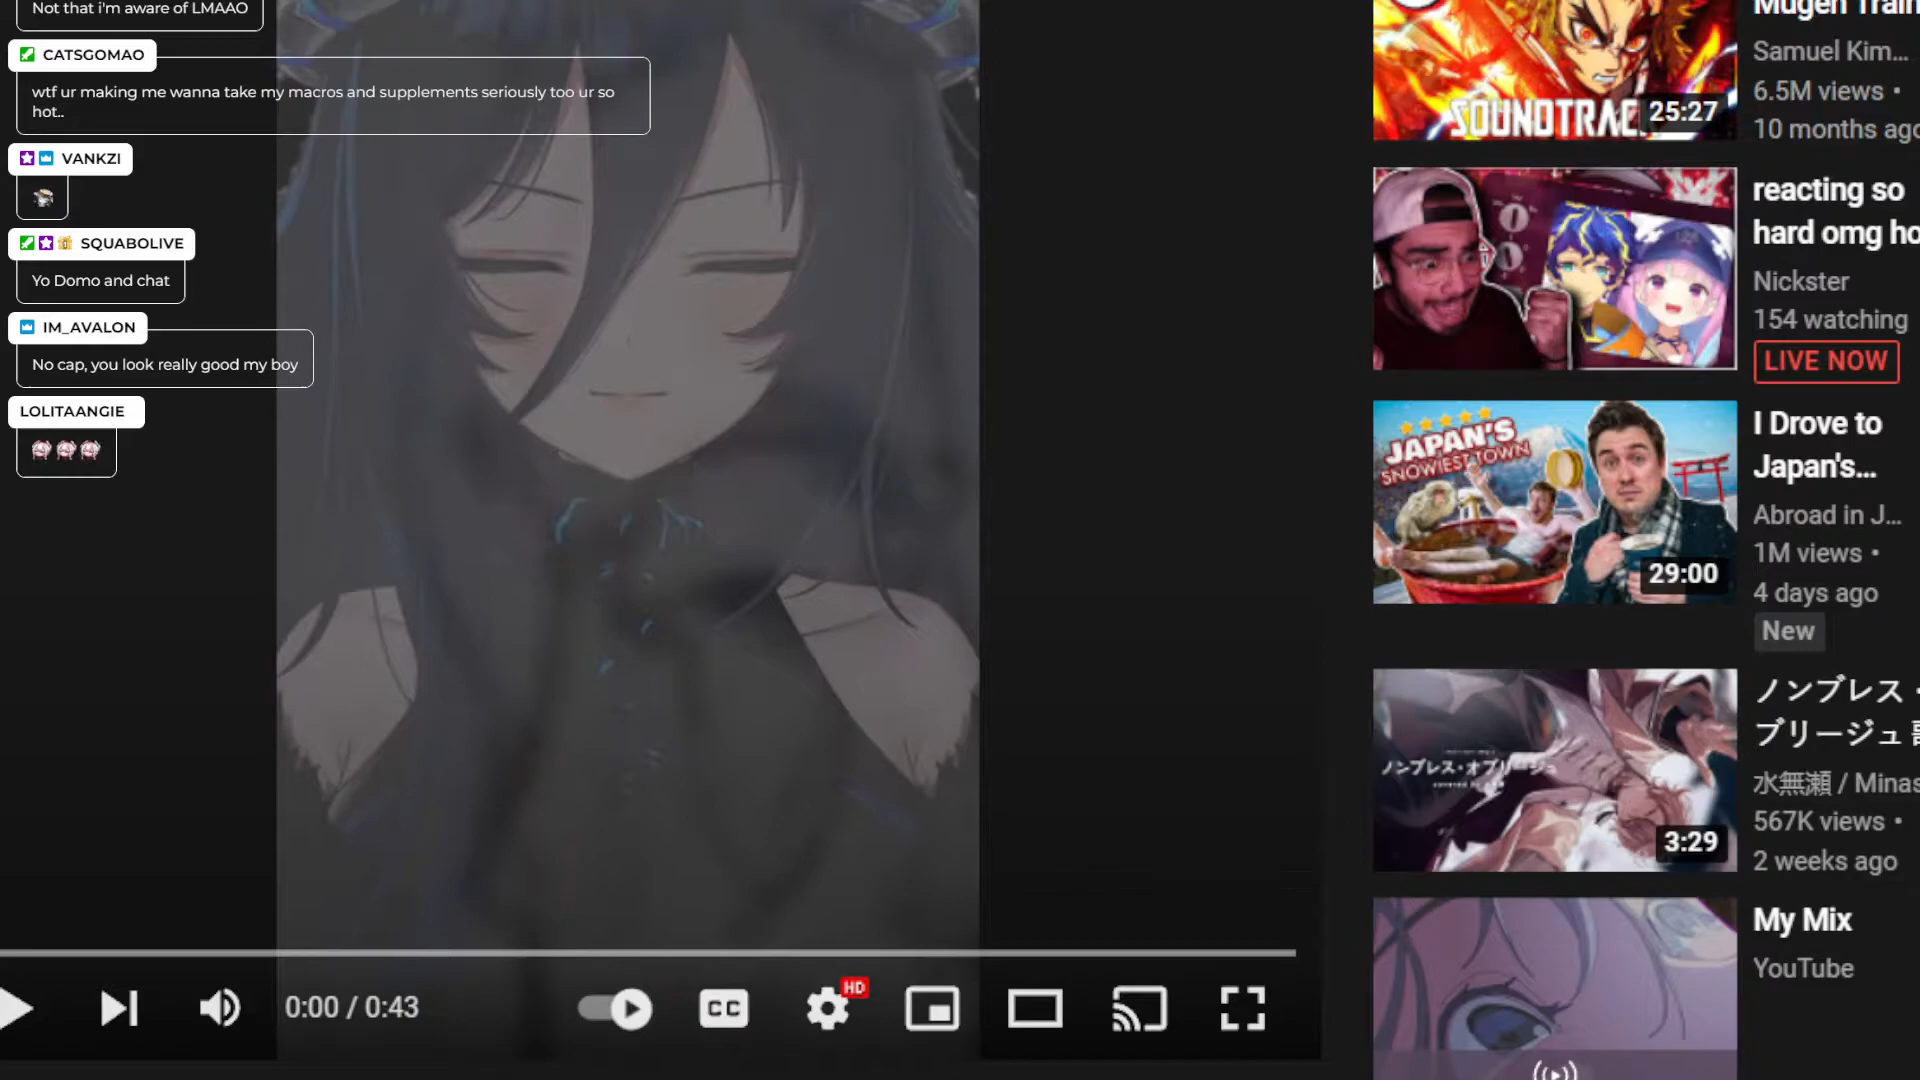 Not that i'm aware of LMAAO
CATSGOMAO
wtf ur making me wanna take my macros and supplements seriously too ur so
hot..
VANKZI
SQUABOLIVE
Yo Domo and chat
IM_AVALON
No cap, you look really good my boy
LOLITAANGIE
0:00 / 0:43
CC
HD
SOUNDTRAC
25:27
Mugen Train
Samuel Kim...
6.5M views •
10 months ago
reacting so
hard omg ho
Nickster
154 watching
LIVE NOW
JAPAN'S
SNOWIEST TOWN
29:00
I Drove to
Japan's...
Abroad in J...
1M views •
4 days ago
New
ノンブレス・オブリージュ
3:29
ノンブレス・
ブリージュ 歌
水無瀬 / Minas
567K views •
2 weeks ago
My Mix
YouTube